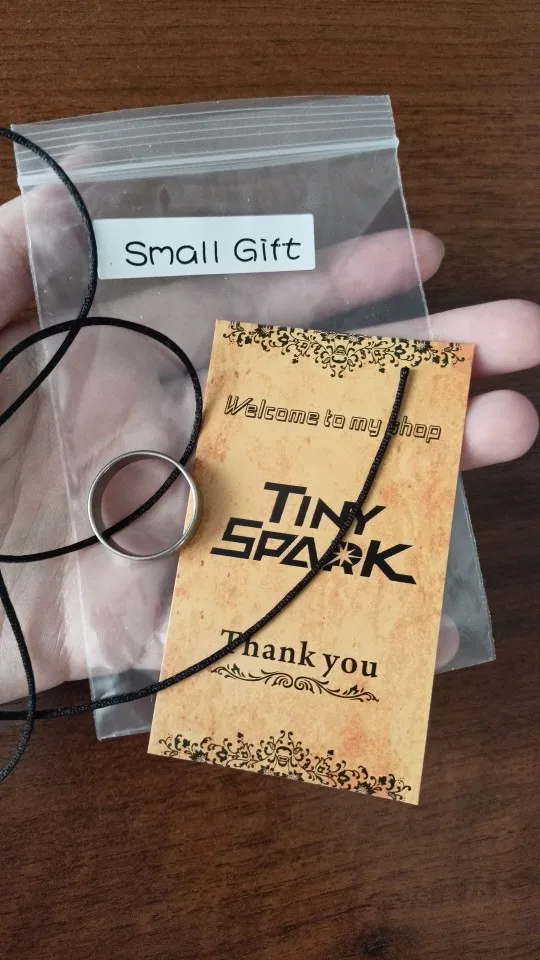 Small Gift
Welcome to my shop
TINY
SPARK
Thank you